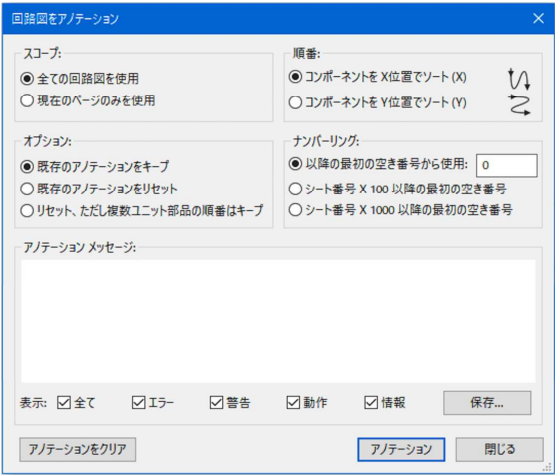 回路図をアノテーション
スコープ:
全ての回路図を使用
現在のページのみを使用
順番:
コンポーネントを X位置でソート (X)
コンポーネントを Y位置でソート (Y)
オプション:
既存のアノテーションをキープ
既存のアノテーションをリセット
リセット、ただし複数ユニット部品の順番はキープ
ナンバーリング:
以降の最初の空き番号から使用: 0
シート番号 X 100 以降の最初の空き番号
シート番号 X 1000 以降の最初の空き番号
アノテーション メッセージ:
表示: 全て エラー 警告 動作 情報 保存...
アノテーションをクリア アノテーション 閉じる